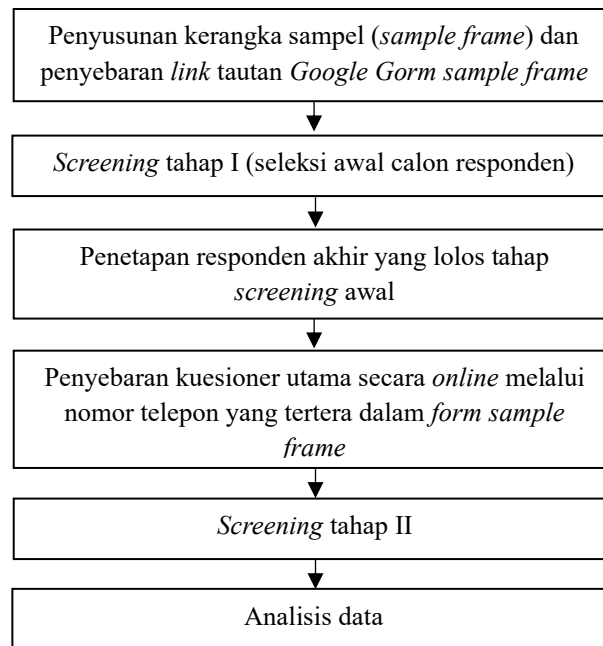 Penyusunan kerangka sampel (sample frame) dan
penyebaran link tautan Google Gorm sample frame
Screening tahap I (seleksi awal calon responden)
Penetapan responden akhir yang lolos tahap
screening awal
Penyebaran kuesioner utama secara online melalui
nomor telepon yang tertera dalam form sample
frame
Screening tahap II
Analisis data